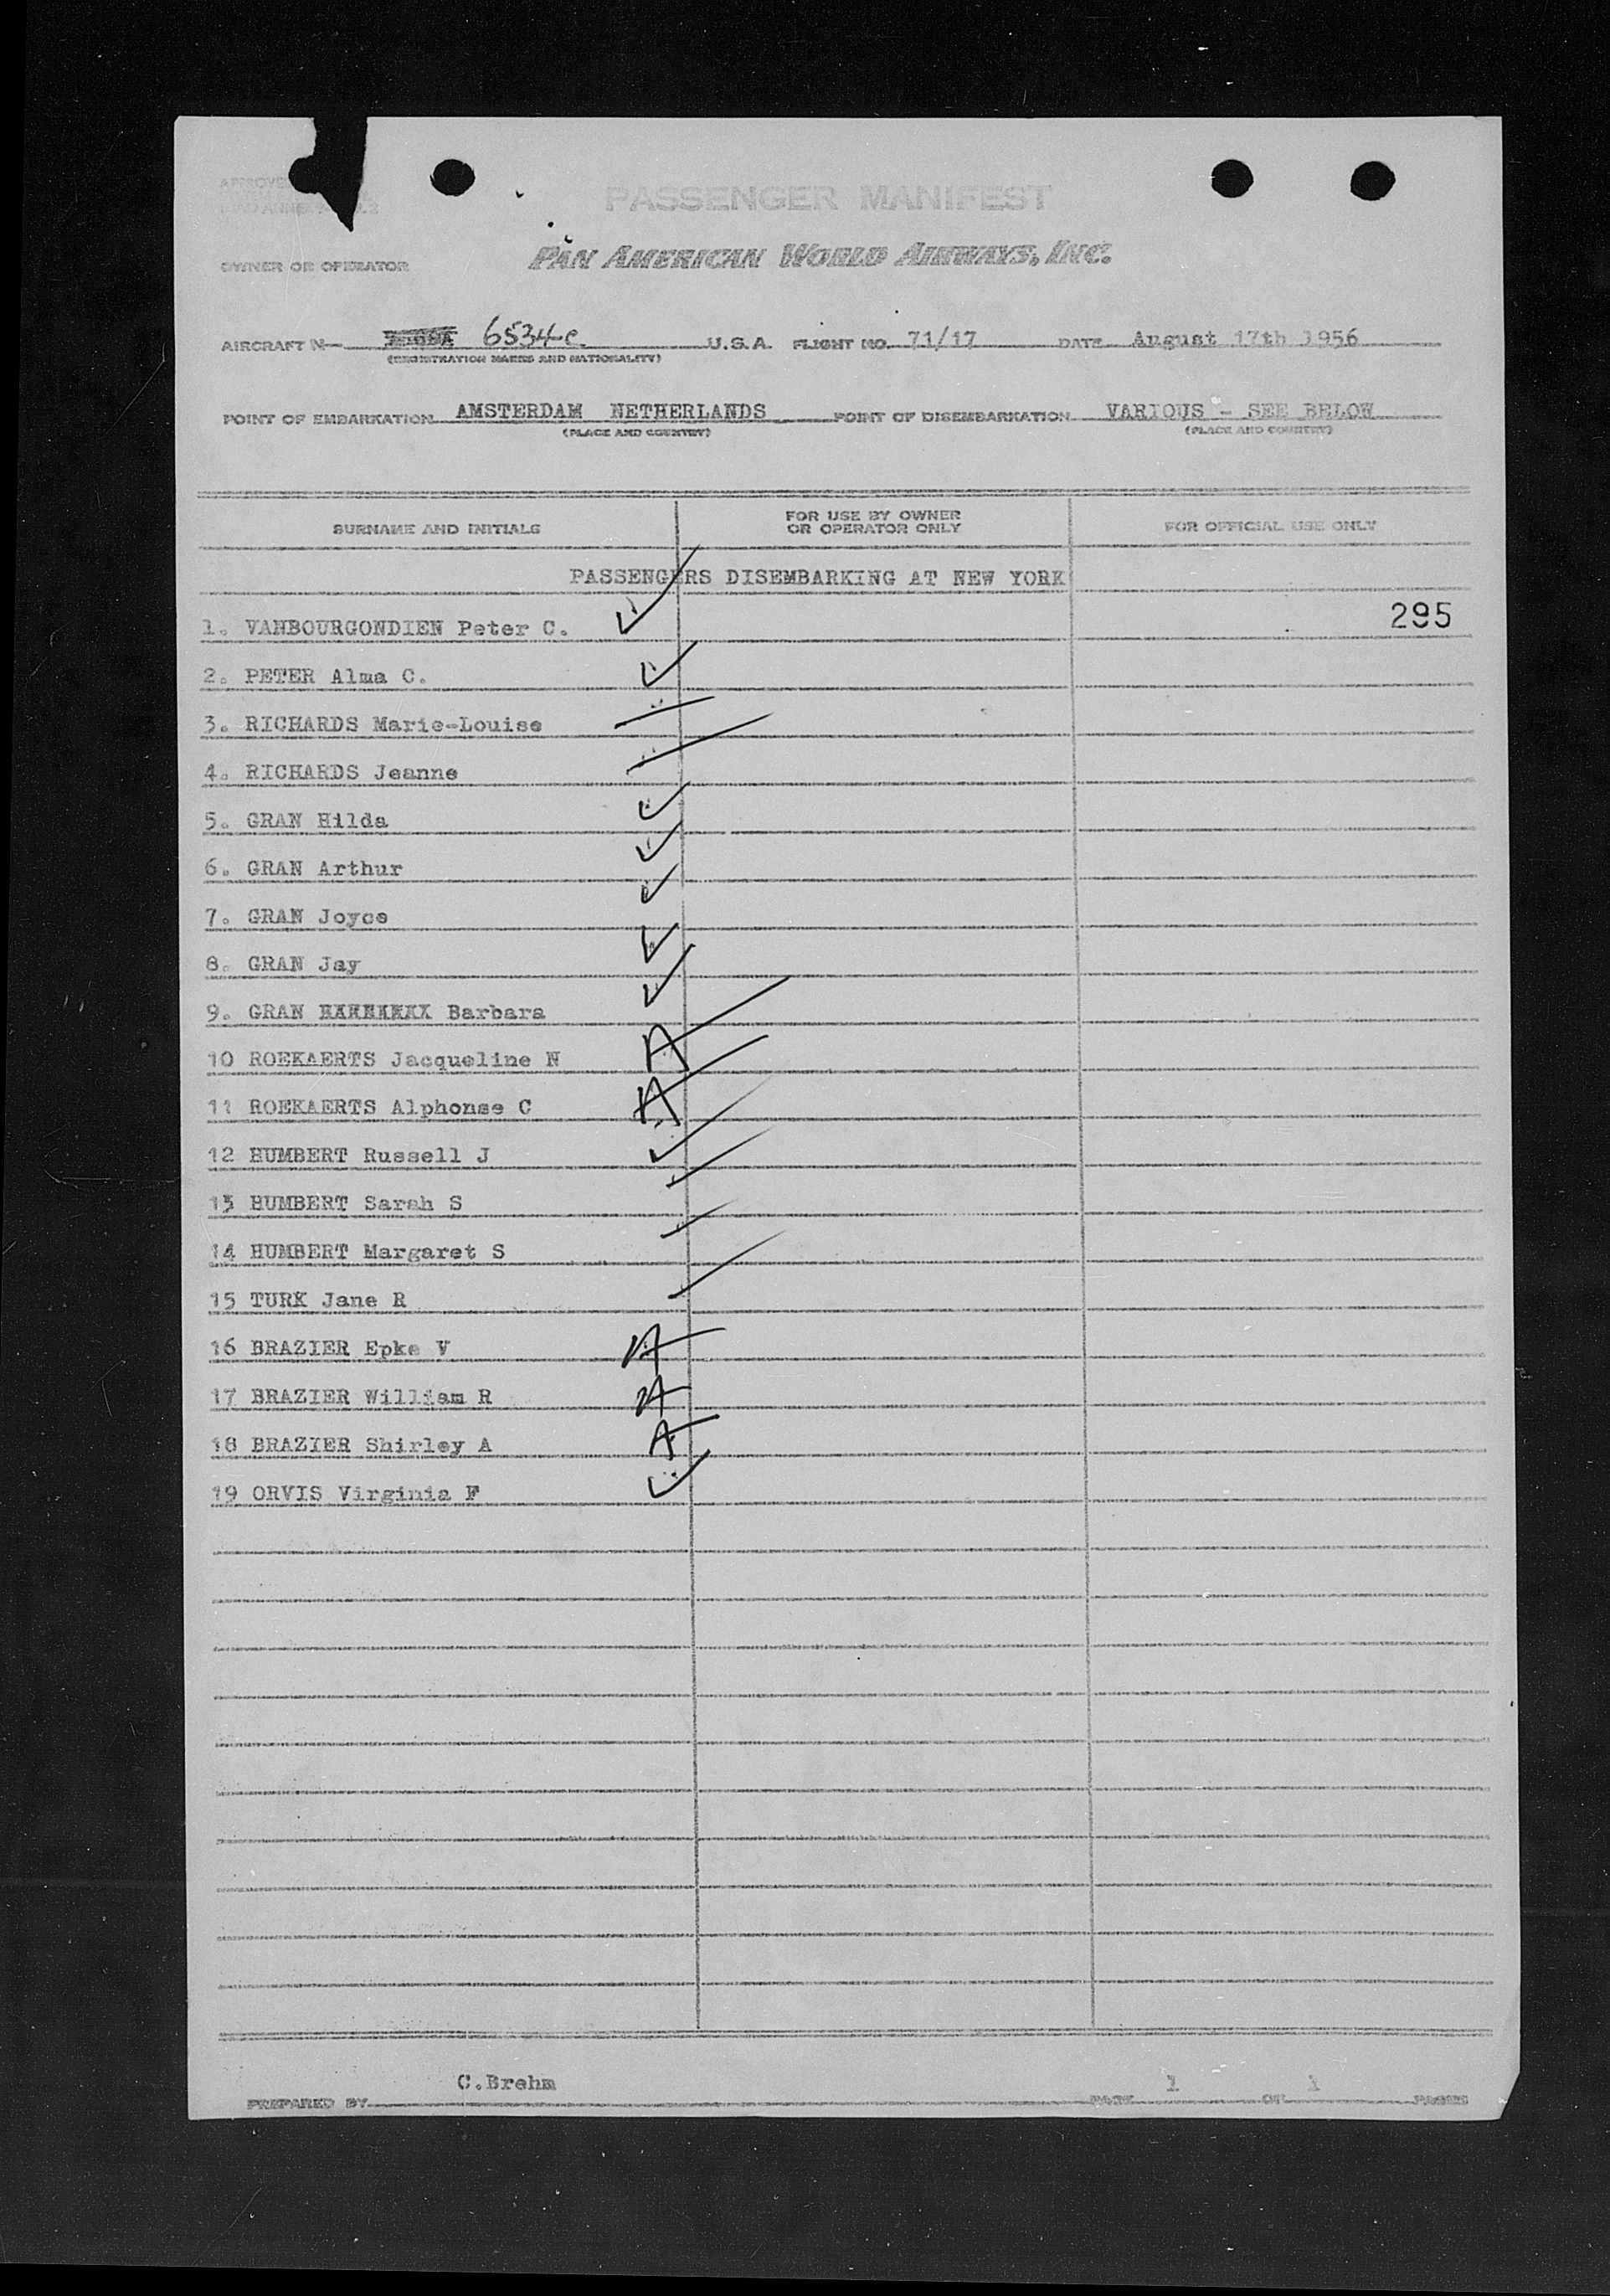 APPROVED
PASSENGER MANIFEST
OWNER OR OPERATOR PAN AMERICAN WORLD AIRWAYS, INC.
AIRCRAFT N— 6534c U.S.A. FLIGHT NO. 71/17 DATE August 17th 1956
(REGISTRATION MARKS AND NATIONALITY)
POINT OF EMBARKATION AMSTERDAM NETHERLANDS POINT OF DISEMBARKATION VARIOUS - SEE BELOW
(PLACE AND COUNTRY) (PLACE AND COUNTRY)
SURNAME AND INITIALS FOR USE BY OWNER OR OPERATOR ONLY FOR OFFICIAL USE ONLY
PASSENGERS DISEMBARKING AT NEW YORK
1. VANBOURGONDIEN Peter C. 295
2. PETER Alma C.
3. RICHARDS Marie-Louise
4. RICHARDS Jeanne
5. GRAN Hilda
6. GRAN Arthur
7. GRAN Joyce
8. GRAN Jay
9. GRAN Barbara
10 ROEKAERTS Jacqueline N A
11 ROEKAERTS Alphonse C A
12 HUMBERT Russell J
13 HUMBERT Sarah S
14 HUMBERT Margaret S
15 TURK Jane R
16 BRAZIER Epke V A
17 BRAZIER William R A
18 BRAZIER Shirley A A
19 ORVIS Virginia F
C.Brehm
PREPARED BY PAGE 1 OF 1 PAGES